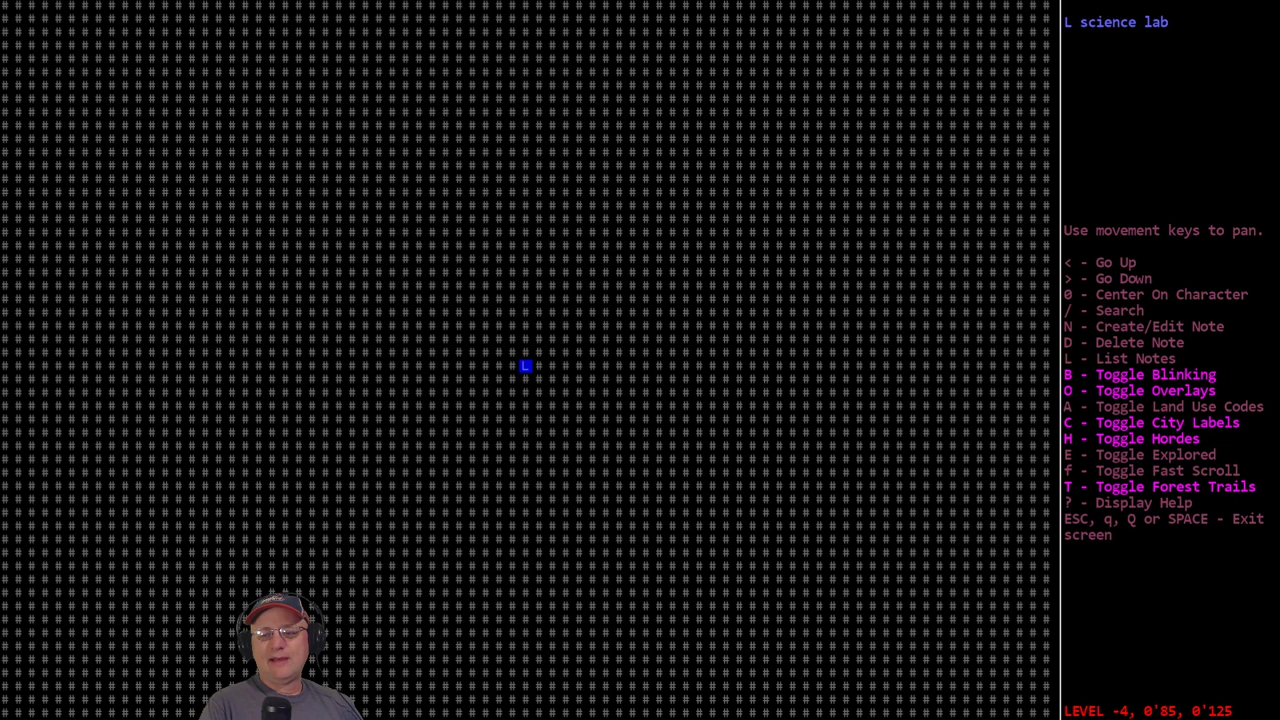 L science lab
Use movement keys to pan.
< - Go Up
> - Go Down
0 - Center On Character
/ - Search
N - Create/Edit Note
D - Delete Note
L - List Notes
B - Toggle Blinking
O - Toggle Overlays
A - Toggle Land Use Codes
C - Toggle City Labels
H - Toggle Hordes
E - Toggle Explored
f - Toggle Fast Scroll
T - Toggle Forest Trails
? - Display Help
ESC, q, Q or SPACE - Exit
screen
L
LEVEL -4, 0'85, 0'125